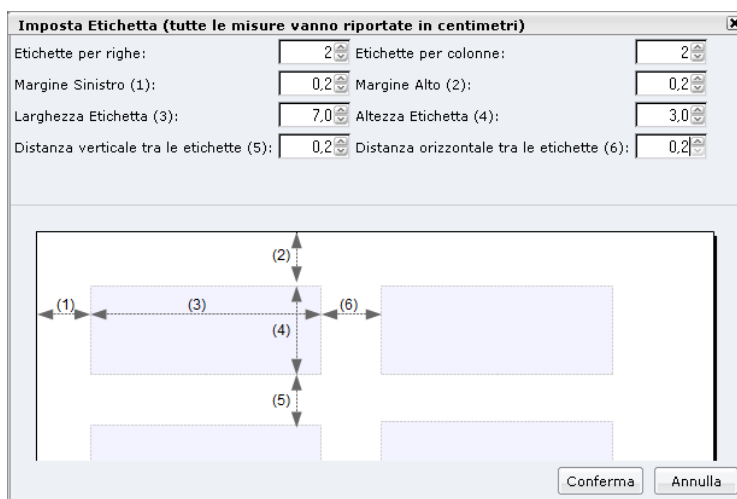 Imposta Etichetta (tutte le misure vanno riportate in centimetri)
Etichette per righe: 2 Etichette per colonne: 2
Margine Sinistro (1): 0,2 Margine Alto (2): 0,2
Larghezza Etichetta (3): 7,0 Altezza Etichetta (4): 3,0
Distanza verticale tra le etichette (5): 0,2 Distanza orizzontale tra le etichette (6): 0,2
(2)
(1) (3) (6)
(4)
(5)
Conferma Annulla